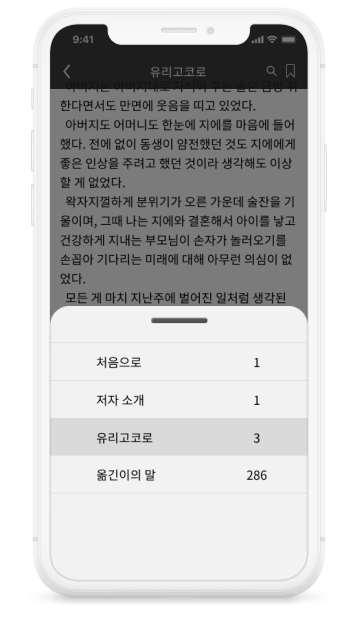 9:41
유리고코로
한다면서도 만면에 웃음을 띠고 있었다.
아버지도 어머니도 한눈에 지에를 마음에 들어
했다. 전에 없이 동생이 얌전했던 것도 지에에게
좋은 인상을 주려고 했던 것이라 생각해도 이상
할 게 없었다.
왁자지껄하게 분위기가 오른 가운데 술잔을 기
울이며, 그때 나는 지에와 결혼해서 아이를 낳고
건강하게 지내는 부모님이 손자가 놀러오기를
손꼽아 기다리는 미래에 대해 아무런 의심이 없
었다.
모든 게 마치 지난주에 벌어진 일처럼 생각된
처음으로 1
저자 소개 1
유리고코로 3
옮긴이의 말 286